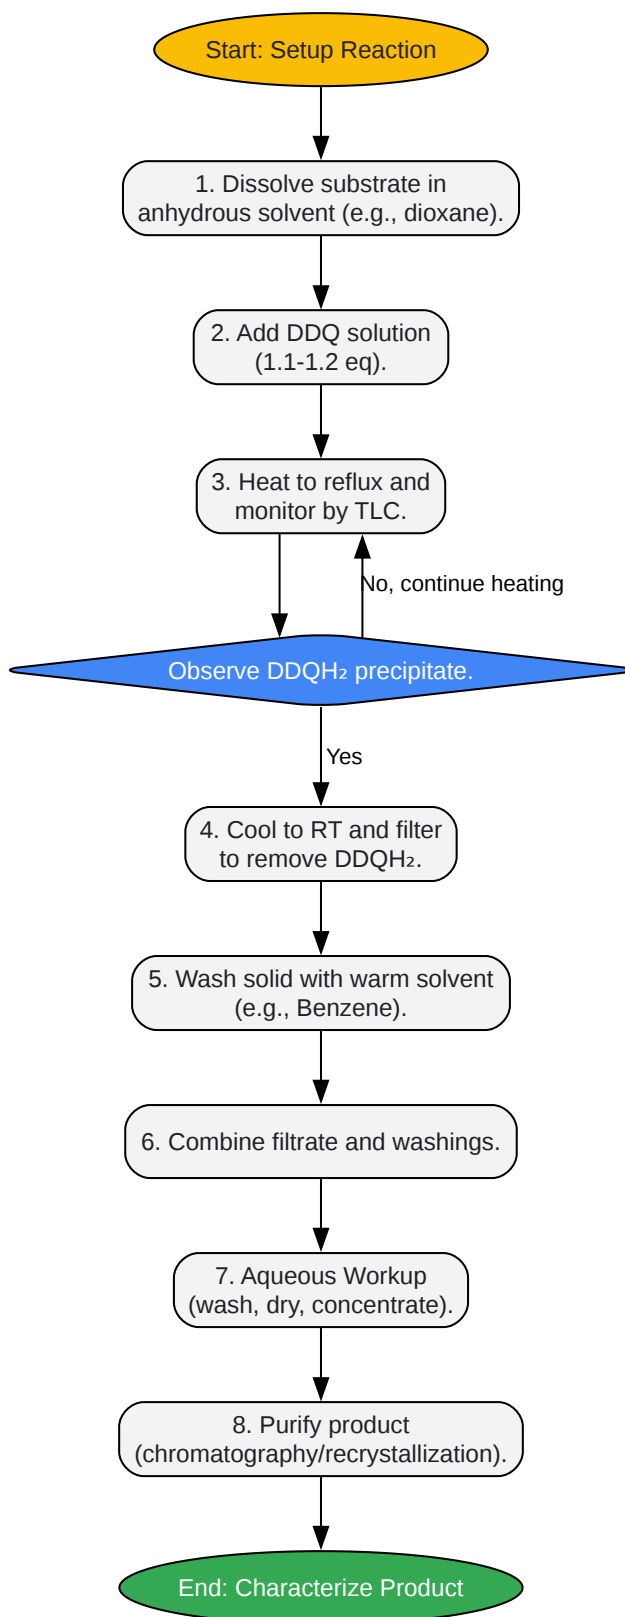 Start: Setup Reaction
1. Dissolve substrate in
anhydrous solvent (e.g., dioxane).
2. Add DDQ solution
(1.1-1.2 eq).
3. Heat to reflux and
monitor by TLC.
No, continue heating
Observe DDQH₂ precipitate.
Yes
4. Cool to RT and filter
to remove DDQH₂.
5. Wash solid with warm solvent
(e.g., Benzene).
6. Combine filtrate and washings.
7. Aqueous Workup
(wash, dry, concentrate).
8. Purify product
(chromatography/recrystallization).
End: Characterize Product